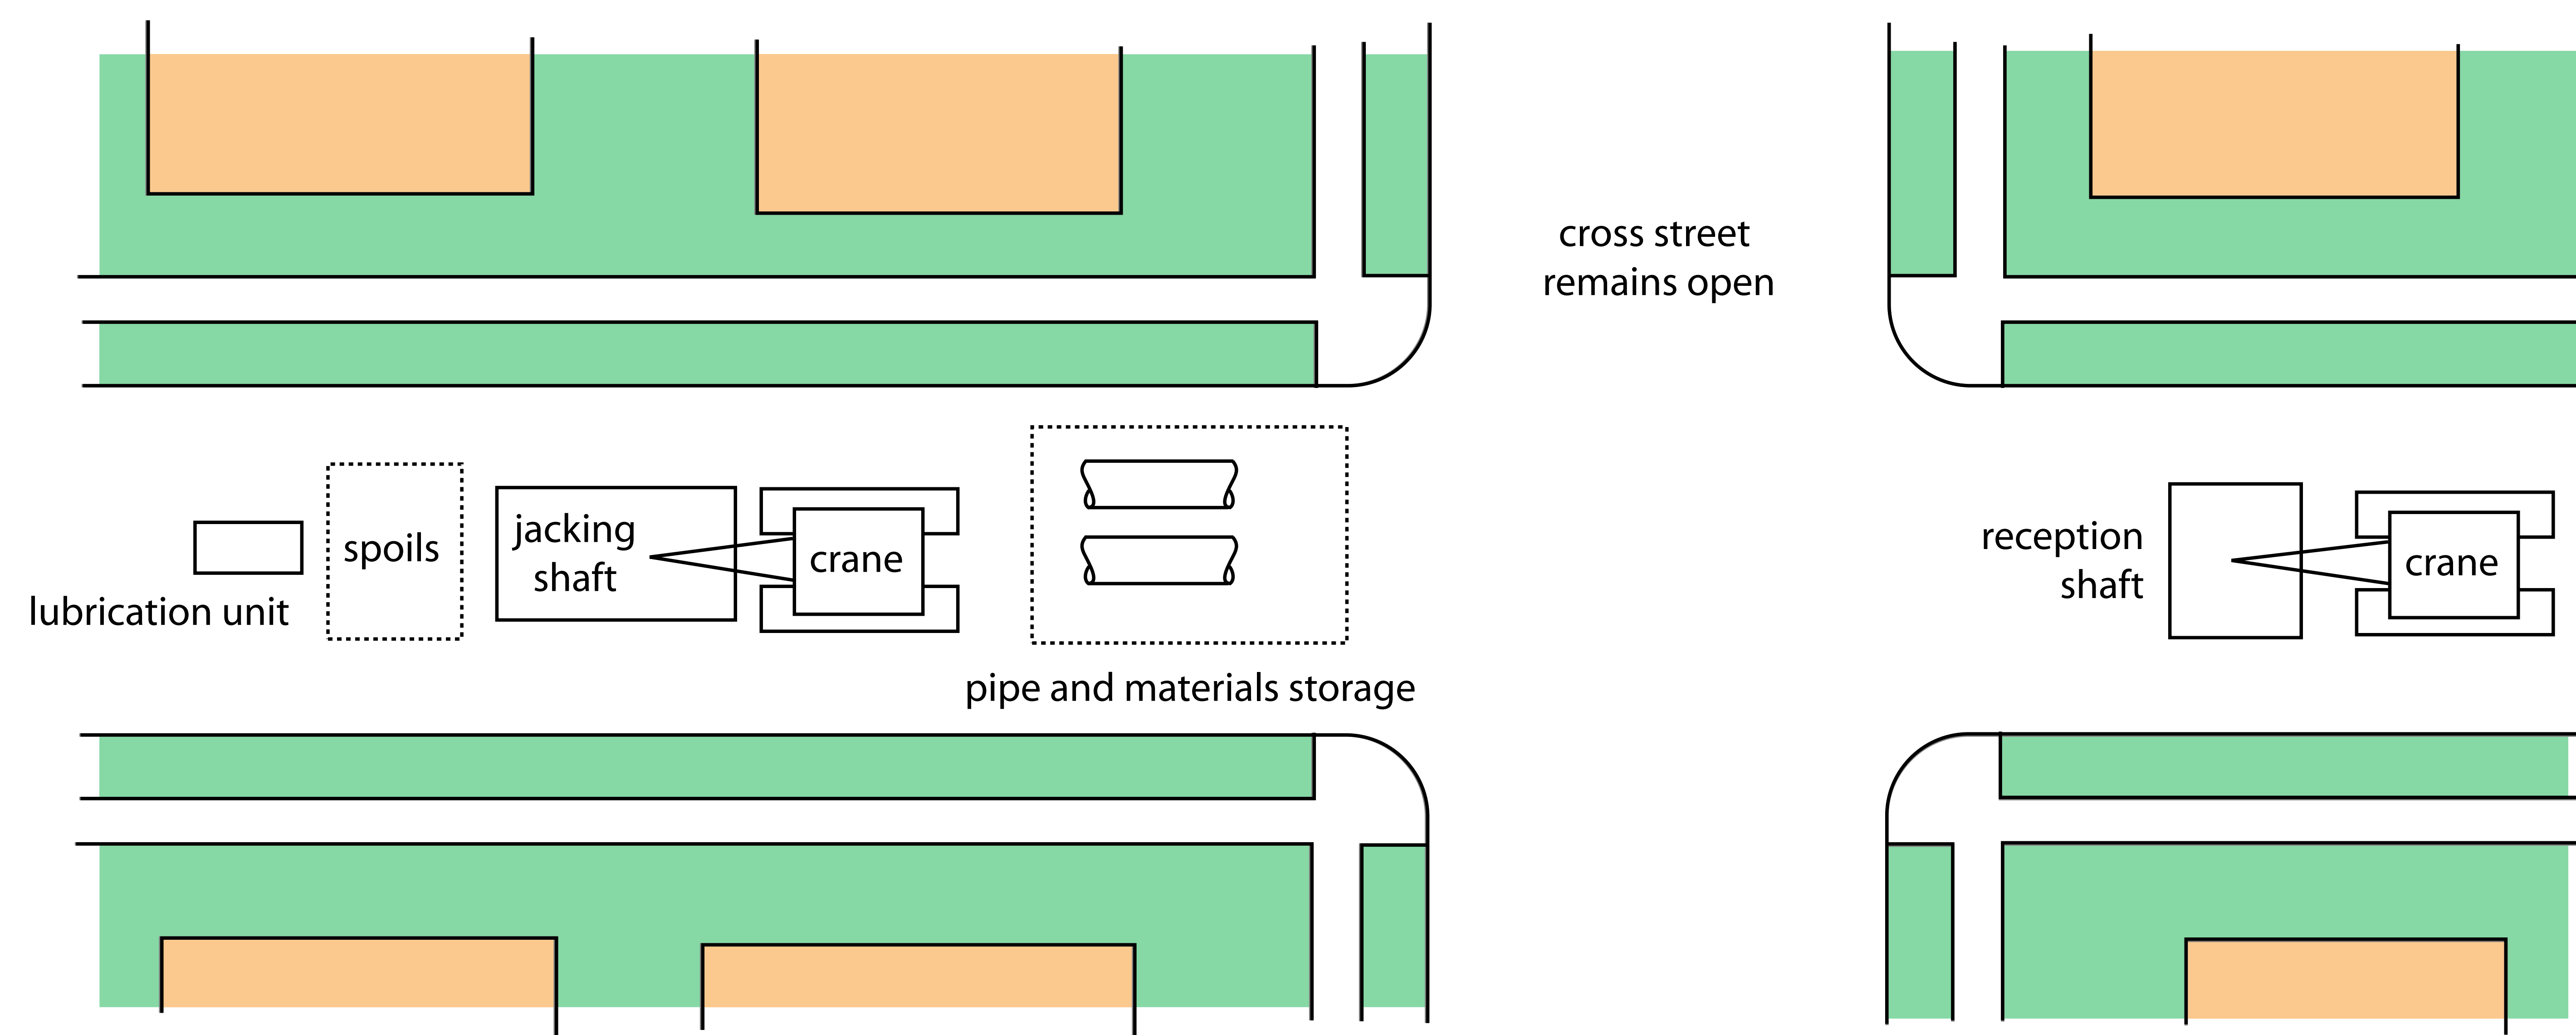 cross street
remains open
lubrication unit
spoils
jacking
shaft
crane
pipe and materials storage
reception
shaft
crane